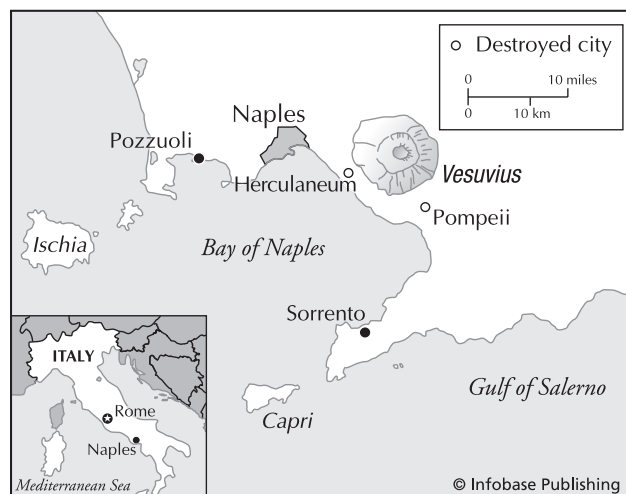 Destroyed city
0 10 miles
0 10 km
Naples
Pozzuoli
Herculaneum
Vesuvius
Pompeii
Ischia
Bay of Naples
Sorrento
Gulf of Salerno
Capri
ITALY
Rome
Naples
Mediterranean Sea
© Infobase Publishing